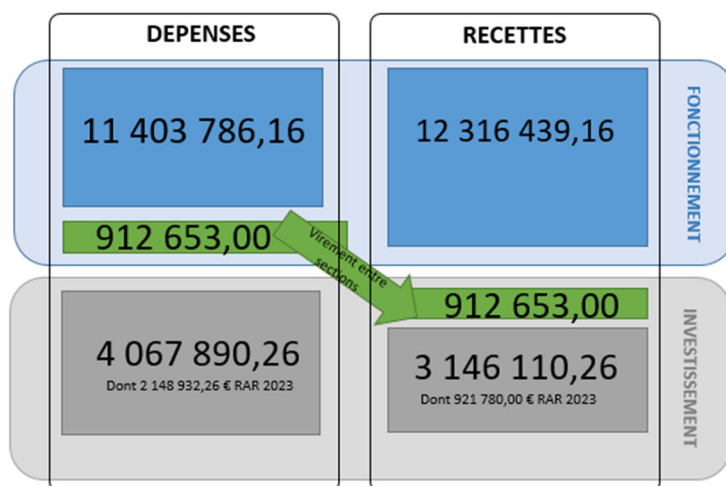 DEPENSES
RECETTES
11 403 786,16
12 316 439,16
FONCTIONNEMENT
912 653,00
Virement entre
sections
912 653,00
4 067 890,26
Dont 2 148 932,26 € RAR 2023
3 146 110,26
Dont 921 780,00 € RAR 2023
INVESTISSEMENT